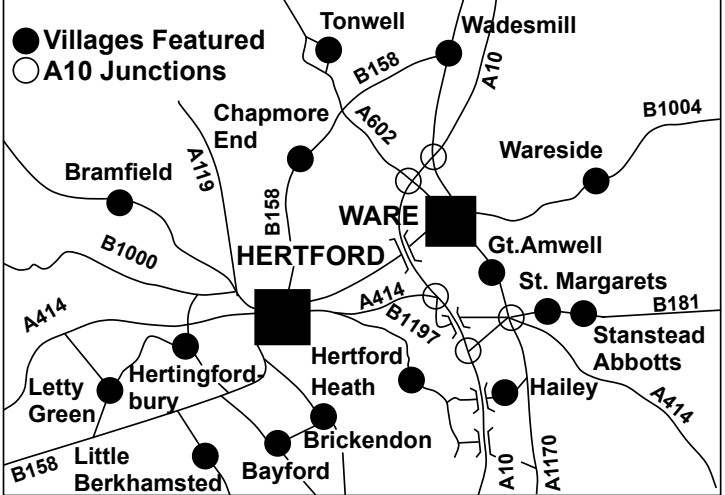 Villages Featured
A10 Junctions
Tonwell
Wadesmill
B158
A10
Chapmore
End
A602
B1004
A119
Wareside
Bramfield
B158
WARE
B1000
HERTFORD
Gt.Amwell
St. Margarets
A414
A414
B1197
B181
Stanstead
Abbotts
Hertford
Heath
Hertingford-
bury
Letty
Green
Hailey
A414
Brickendon
B158
Little
Berkhamsted
Bayford
A10
A1170